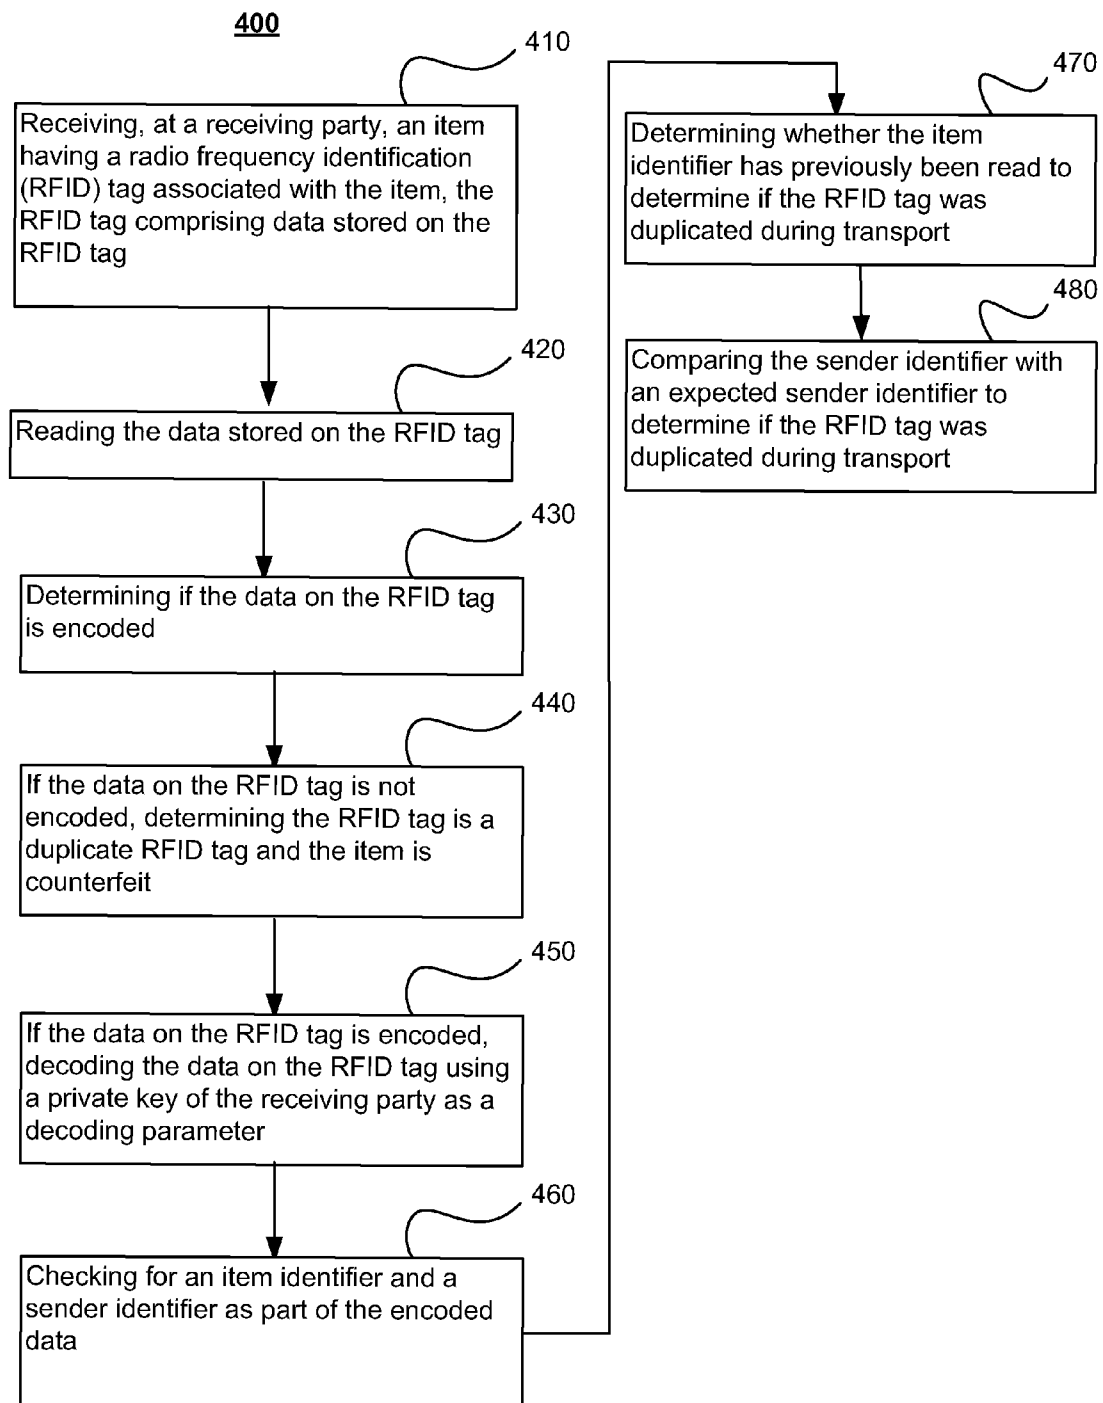 400
410
Receiving, at a receiving party, an item
having a radio frequency identification
(RFID) tag associated with the item, the
RFID tag comprising data stored on the
RFID tag
420
Reading the data stored on the RFID tag
430
Determining if the data on the RFID tag
is encoded
440
If the data on the RFID tag is not
encoded, determining the RFID tag is a
duplicate RFID tag and the item is
counterfeit
450
If the data on the RFID tag is encoded,
decoding the data on the RFID tag using
a private key of the receiving party as a
decoding parameter
460
Checking for an item identifier and a
sender identifier as part of the encoded
data
470
Determining whether the item
identifier has previously been read to
determine if the RFID tag was
duplicated during transport
480
Comparing the sender identifier with
an expected sender identifier to
determine if the RFID tag was
duplicated during transport